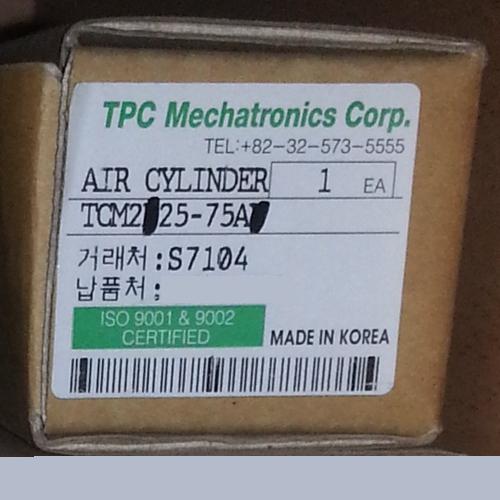 TPC Mechatronics Corp.
TEL:+82-32-573-5555
AIR CYLINDER 1 EA
TCM2 25-75A
거래처:S7104
납품처:
ISO 9001 & 9002
CERTIFIED
MADE IN KOREA